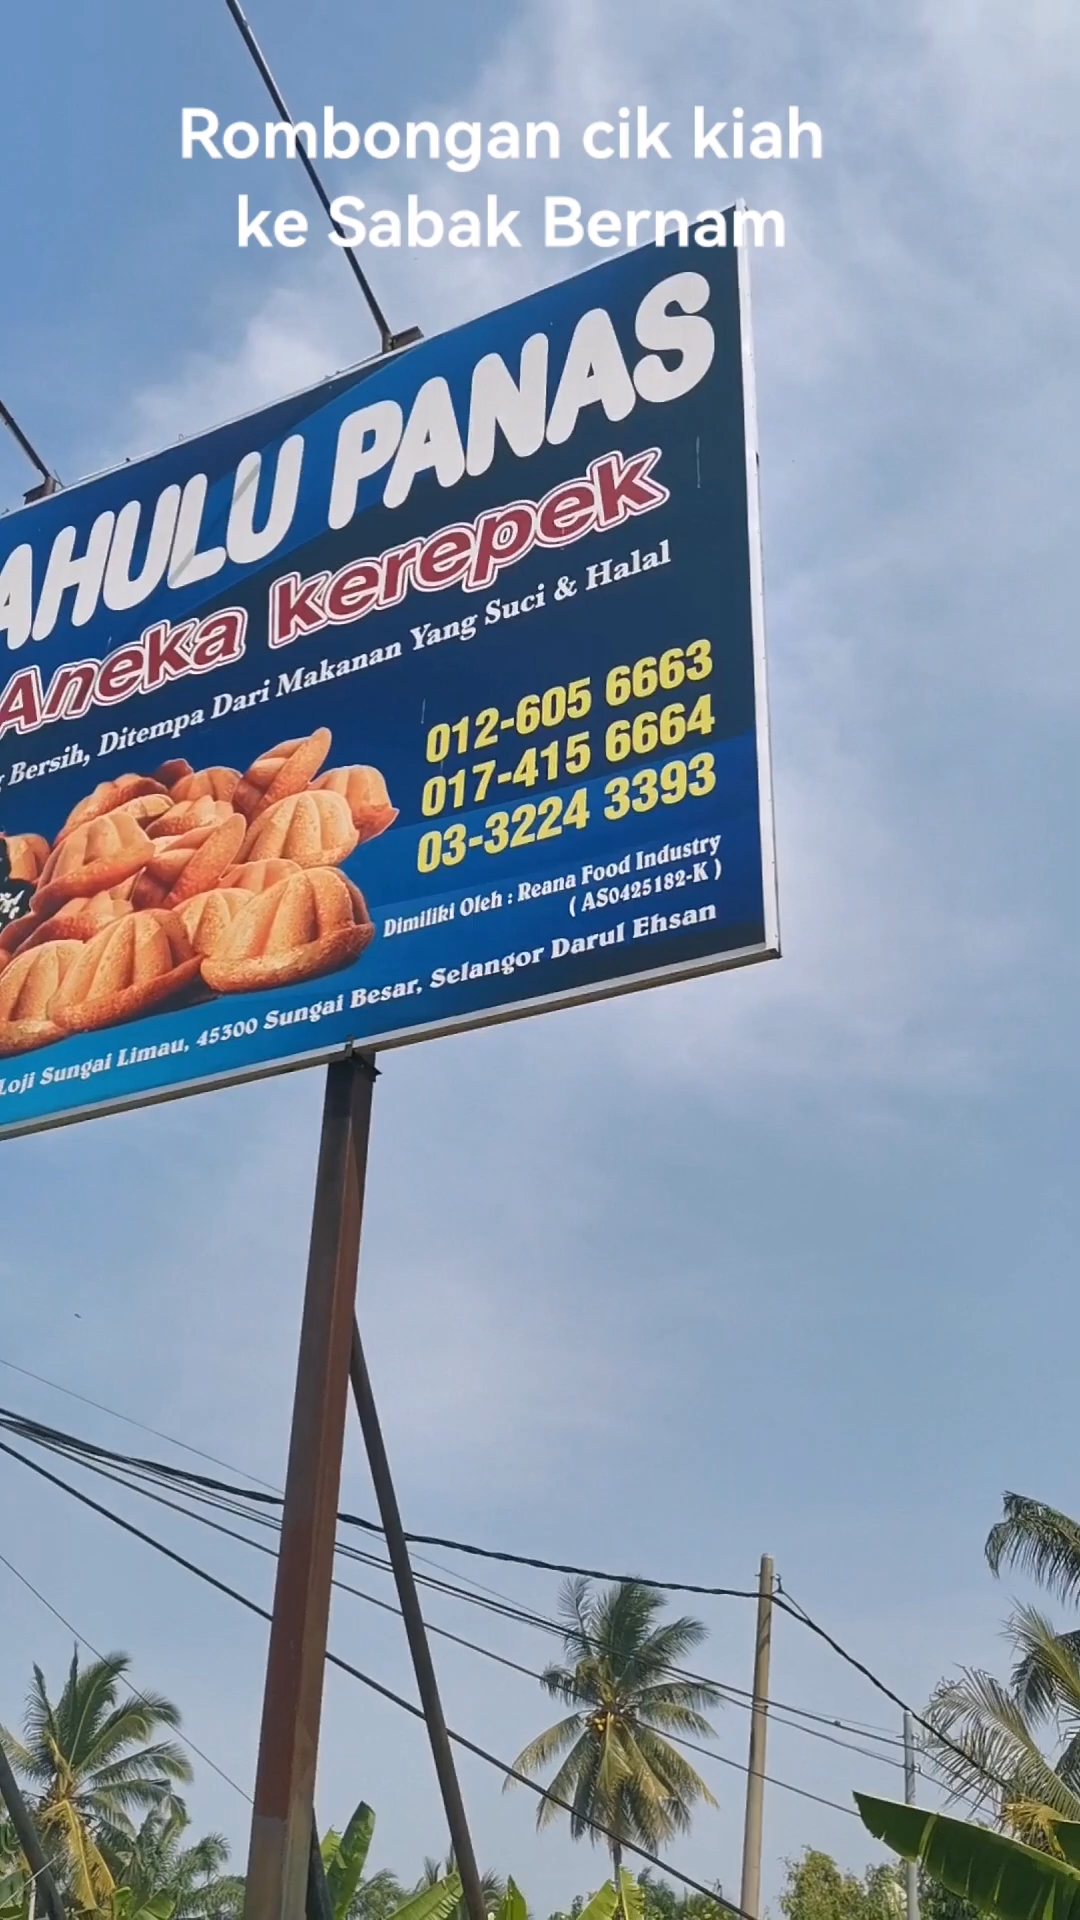 Rombongan cik kiah
ke Sabak Bernam
AHULU PANAS
Aneka kerepek
Bersih, Ditempa Dari Makanan Yang Suci & Halal
012-605 6663
017-415 6664
03-3224 3393
Dimiliki Oleh : Reana Food Industry
( AS0425182-K )
Loji Sungai Limau, 45300 Sungai Besar, Selangor Darul Ehsan